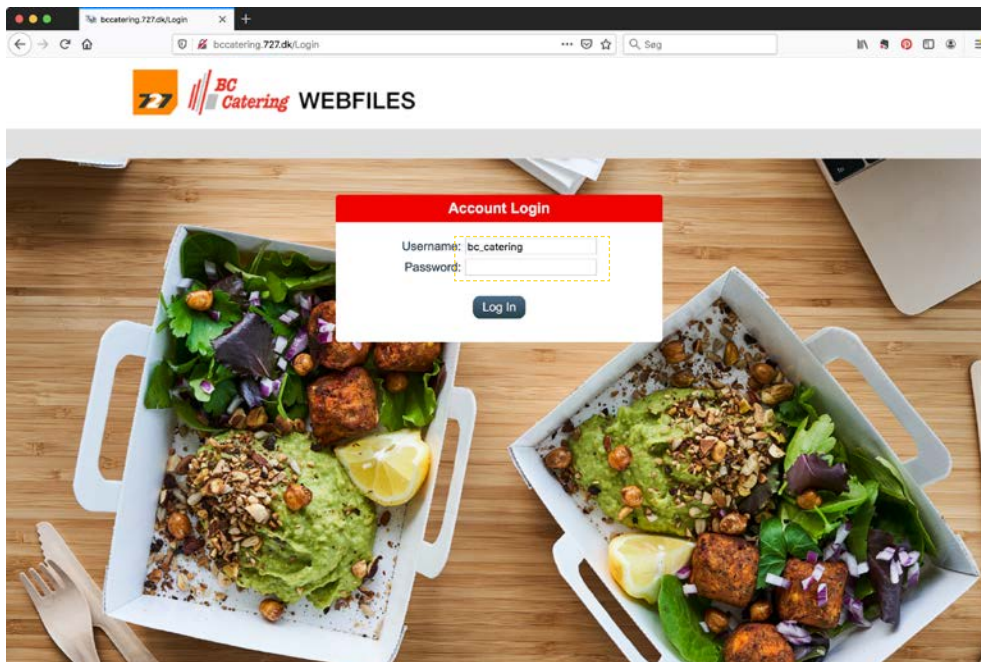 bccatering.727.dk/Login
bccatering.727.dk/Login
Søg
727 BC
Catering WEBFILES
Account Login
Username: bc_catering
Password:
Log In